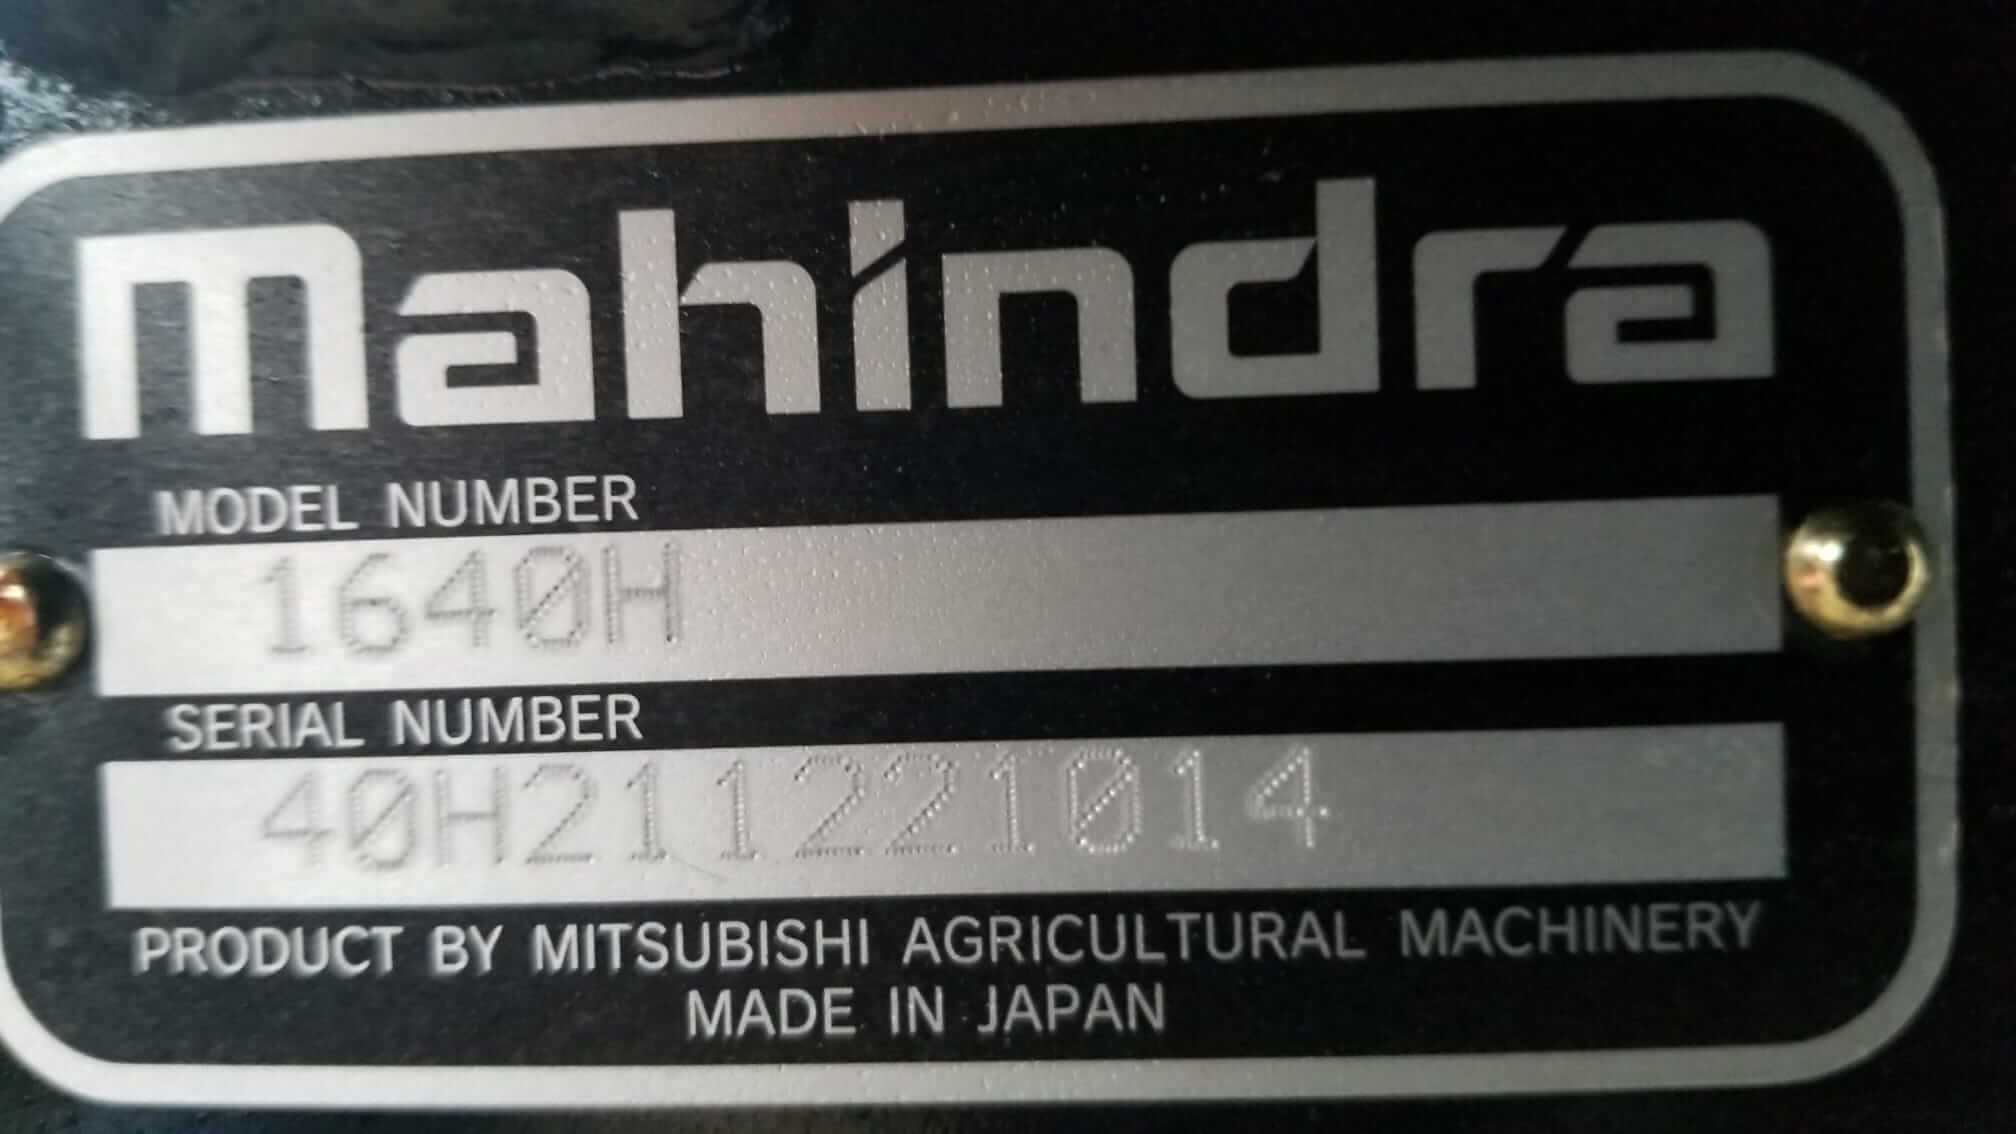 mahindra
MODEL NUMBER
1640H
SERIAL NUMBER
40H211221014
PRODUCT BY MITSUBISHI AGRICULTURAL MACHINERY
MADE IN JAPAN